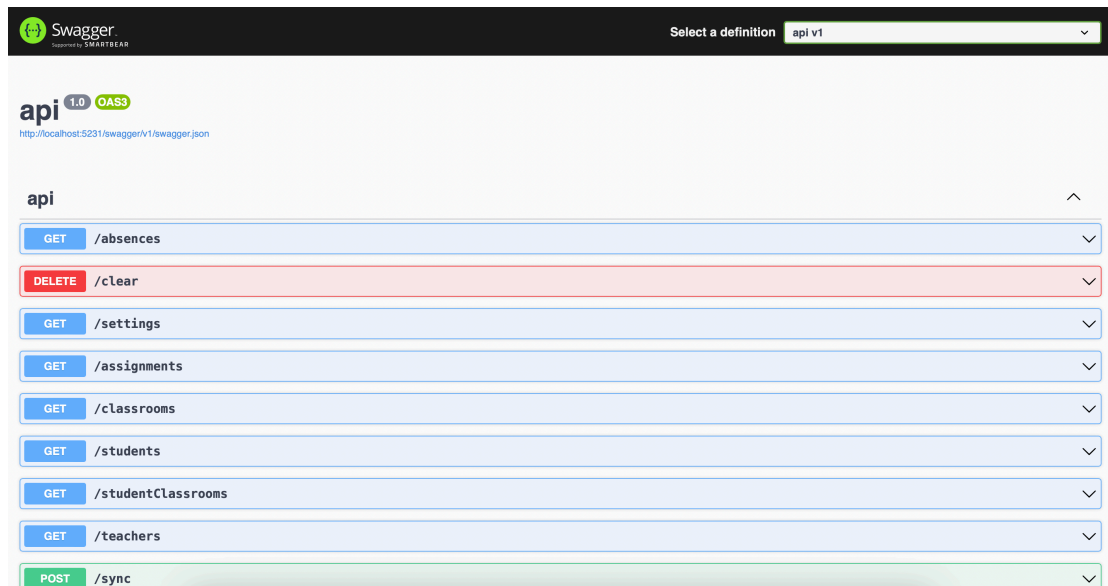 Swagger.
Supported by SMARTBEAR
Select a definition
api v1
api 1.0 OAS3
http://localhost:5231/swagger/v1/swagger.json
api
GET /absences
DELETE /clear
GET /settings
GET /assignments
GET /classrooms
GET /students
GET /studentClassrooms
GET /teachers
POST /sync